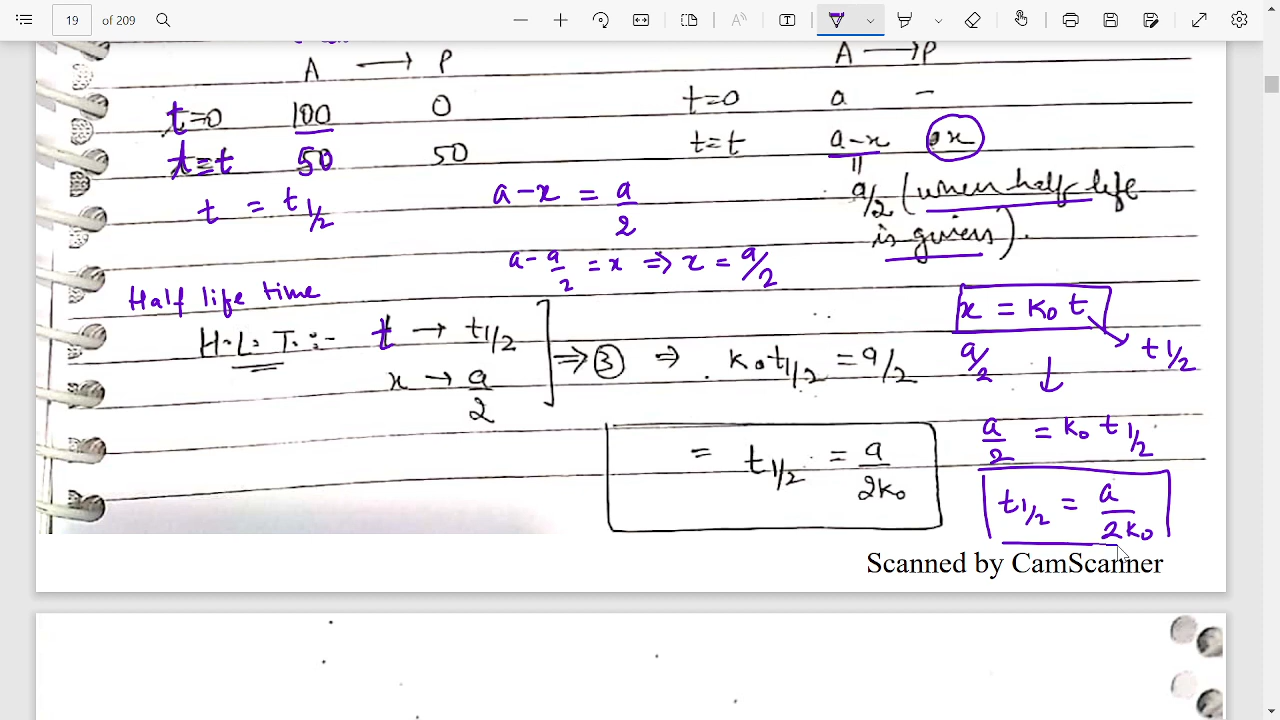 19 of 209
A → P A → P
t=0 100 0 t=0 a -
t=t 50 50 t=t a-x x
t = t1/2 a-x = a/2 a/2 (when half life
is given).
a - a/2 = x ⇒ x = a/2
Half life time
H.L.T. :- t → t1/2 ⇒ ③ ⇒ K0t1/2 = a/2 x = K0 t
x → a/2 a/2 t1/2
a/2 = K0 t1/2
= t1/2 = a/2K0 t1/2 = a/2K0
Scanned by CamScanner